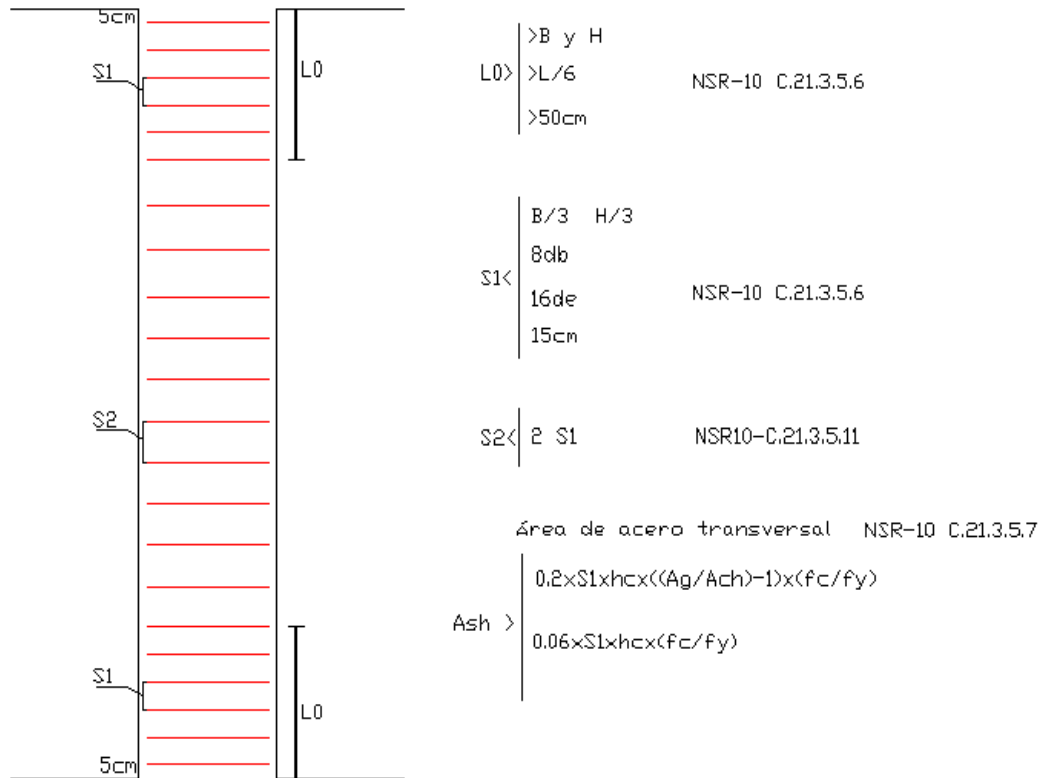 5cm
S1
L0
S2
S1
L0
5cm
L0> >B y H
>L/6 NSR-10 C.21.3.5.6
>50cm
B/3 H/3
8db
S1< 16de NSR-10 C.21.3.5.6
15cm
S2< 2 S1 NSR10-C.21.3.5.11
Área de acero transversal NSR-10 C.21.3.5.7
0.2xS1xhcx((Ag/Ach)-1)x(fc/fy)
Ash >
0.06xS1xhcx(fc/fy)